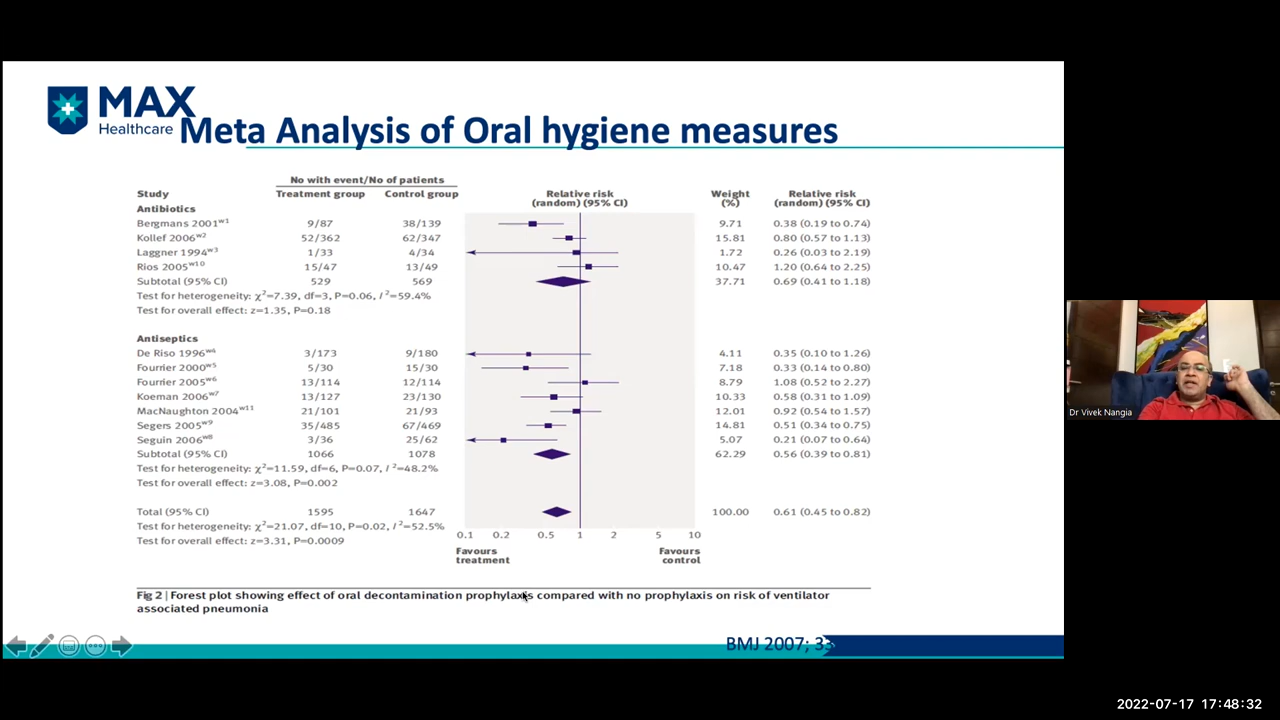 MAX
Healthcare
Meta Analysis of Oral hygiene measures
No with event/No of patients
Study Treatment group Control group Relative risk (random) (95% CI) Weight (%) Relative risk (random) (95% CI)
Antibiotics
Bergmans 2001w1 9/87 38/139 9.71 0.38 (0.19 to 0.74)
Kollef 2006w2 52/362 62/347 15.81 0.80 (0.57 to 1.13)
Laggner 1994w3 1/33 4/34 1.72 0.26 (0.03 to 2.19)
Rios 2005w10 15/47 13/49 10.47 1.20 (0.64 to 2.25)
Subtotal (95% CI) 529 569 37.71 0.69 (0.41 to 1.18)
Test for heterogeneity: χ²=7.39, df=3, P=0.06, I²=59.4%
Test for overall effect: z=1.35, P=0.18
Antiseptics
De Riso 1996w4 3/173 9/180 4.11 0.35 (0.10 to 1.26)
Fourrier 2000w5 5/30 15/30 7.18 0.33 (0.14 to 0.80)
Fourrier 2005w6 13/114 12/114 8.79 1.08 (0.52 to 2.27)
Koeman 2006w7 13/127 23/130 10.33 0.58 (0.31 to 1.09)
MacNaughton 2004w11 21/101 21/93 12.01 0.92 (0.54 to 1.57)
Segers 2005w9 35/485 67/469 14.81 0.51 (0.34 to 0.75)
Seguin 2006w8 3/36 25/62 5.07 0.21 (0.07 to 0.64)
Subtotal (95% CI) 1066 1078 62.29 0.56 (0.39 to 0.81)
Test for heterogeneity: χ²=11.59, df=6, P=0.07, I²=48.2%
Test for overall effect: z=3.08, P=0.002
Total (95% CI) 1595 1647 100.00 0.61 (0.45 to 0.82)
Test for heterogeneity: χ²=21.07, df=10, P=0.02, I²=52.5%
Test for overall effect: z=3.31, P=0.0009
0.1 0.2 0.5 1 2 5 10
Favours treatment Favours control
Fig 2 | Forest plot showing effect of oral decontamination prophylaxis compared with no prophylaxis on risk of ventilator
associated pneumonia
BMJ 2007;
Dr Vivek Nangia
2022-07-17 17:48:32